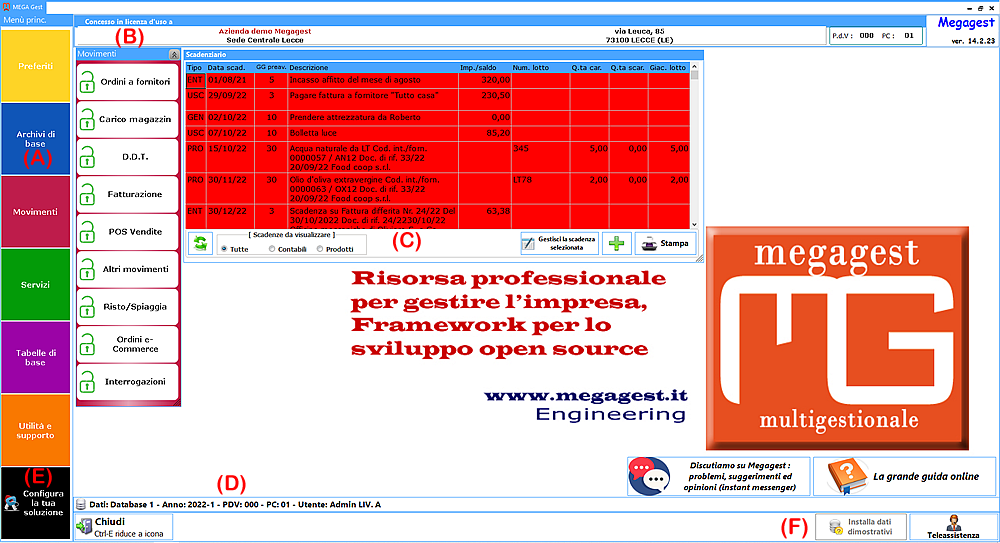 MEGA Gest
Menù princ.
Concesso in licenza d'uso a
(B)
Azienda demo Megagest
Sede Centrale Lecce
via Leuca, 85
73100 LECCE (LE)
P.d.V : 000 PC : 01
Megagest
ver. 14.2.23
Preferiti
Archivi di
base
(A)
Movimenti
Servizi
Tabelle di
base
Utilità e
supporto
(E)
Configura
la tua
soluzione
Movimenti
Ordini a fornitori
Carico magazzin
D.D.T.
Fatturazione
POS Vendite
Altri movimenti
Risto/Spiaggia
Ordini e-
Commerce
Interrogazioni
Scadenziario
Tipo Data scad. GG preav. Descrizione Imp./saldo Num. lotto Q.ta car. Q.ta scar. Giac. lotto
ENT 01/08/21 5 Incasso affitto del mese di agosto 320,00
USC 29/09/22 3 Pagare fattura a fornitore "Tutto casa" 230,50
GEN 02/10/22 10 Prendere attrezzatura da Roberto 0,00
USC 07/10/22 10 Bolletta luce 85,20
PRO 15/10/22 30 Acqua naturale da LT Cod. int./forn. 345 5,00 0,00 5,00
0000057 / AN12 Doc. di rif. 33/22
20/09/22 Food coop s.r.l.
PRO 30/11/22 30 Olio d'oliva extravergine Cod. int./forn. LT78 2,00 0,00 2,00
0000063 / OX12 Doc. di rif. 33/22
20/09/22 Food coop s.r.l.
ENT 30/12/22 3 Scadenza su Fattura differita Nr. 24/22 Del 63,38
30/10/2022 Doc. di rif. 24/2230/10/22
[ Scadenze da visualizzare ]
Tutte Contabili Prodotti
(C)
Gestisci la scadenza
selezionata
Stampa
Risorsa professionale
per gestire l'impresa,
Framework per lo
sviluppo open source
www.megagest.it
Engineering
megagest
MG
multigestionale
Discutiamo su Megagest :
problemi, suggerimenti ed
opinioni (instant messenger)
La grande guida online
(D)
Dati: Database 1 - Anno: 2022-1 - PDV: 000 - PC: 01 - Utente: Admin LIV. A
Chiudi
Ctrl-E riduce a icona
(F)
Installa dati
dimostrativi
Teleassistenza